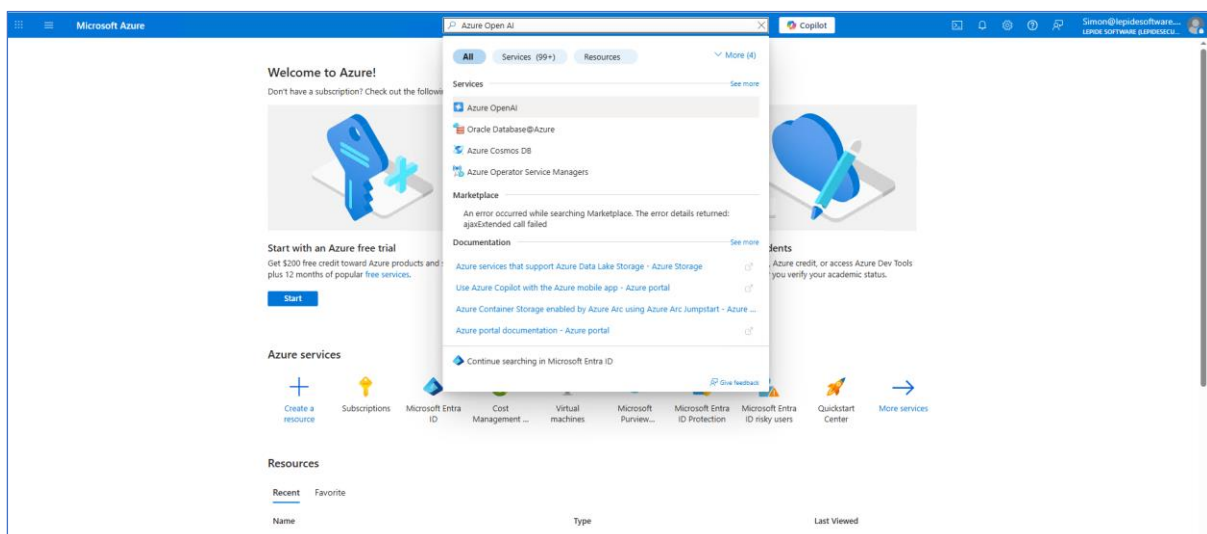 Microsoft Azure
Azure Open AI
Copilot
Simon@lepidesoftware....
LEPIDE SOFTWARE (LEPIDESECU...
All
Services (99+)
Resources
More (4)
Services
See more
Azure OpenAI
Oracle Database@Azure
Azure Cosmos DB
Azure Operator Service Managers
Marketplace
An error occurred while searching Marketplace. The error details returned:
ajaxExtended call failed
Documentation
See more
Azure services that support Azure Data Lake Storage - Azure Storage
Use Azure Copilot with the Azure mobile app - Azure portal
Azure Container Storage enabled by Azure Arc using Azure Arc Jumpstart - Azure ...
Azure portal documentation - Azure portal
Continue searching in Microsoft Entra ID
Give feedback
Welcome to Azure!
Don't have a subscription? Check out the
Start with an Azure free trial
Get $200 free credit toward Azure products and
plus 12 months of popular free services.
Start
Azure credit, or access Azure Dev Tools
you verify your academic status.
Azure services
Create a
resource
Subscriptions
Microsoft Entra
ID
Cost
Management ...
Virtual
machines
Microsoft
Purview...
Microsoft Entra
ID Protection
Microsoft Entra
ID risky users
Quickstart
Center
More services
Resources
Recent
Favorite
Name
Type
Last Viewed